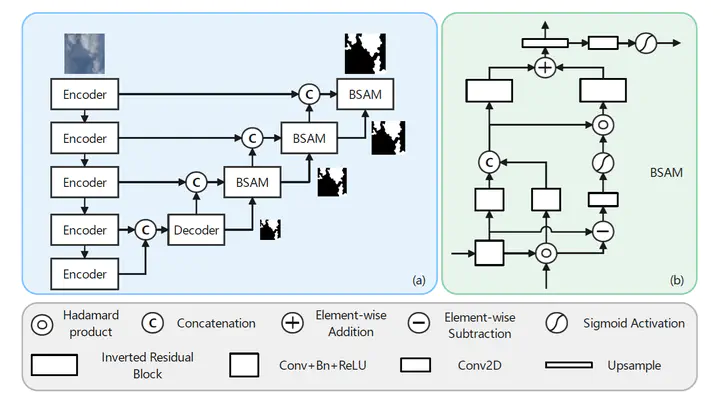 Encoder
C
BSAM
Encoder
C
BSAM
Encoder
C
BSAM
BSAM
Encoder
C
Decoder
Encoder
(a)
C
(b)
Hadamard
product
C
Concatenation
Element-wise
Addition
Element-wise
Subtraction
Sigmoid Activation
Inverted Residual
Block
Conv+Bn+ReLU
Conv2D
Upsample